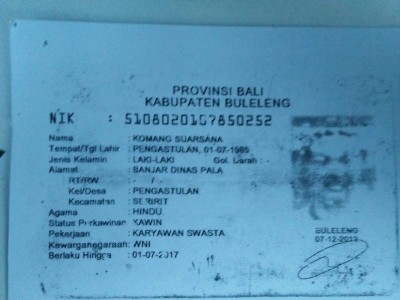 PROVINSI BALI
KABUPATEN BULELENG
NIK : 5108020107850252
Nama : KOMANG SUARSANA
Tempat/Tgl Lahir : PENGASTULAN, 01-07-1985
Jenis Kelamin : LAKI-LAKI Gol. Darah : -
Alamat : BANJAR DINAS PALA
RT/RW : - / -
Kel/Desa : PENGASTULAN
Kecamatan : SERIRIT
Agama : HINDU
Status Perkawinan : KAWIN
Pekerjaan : KARYAWAN SWASTA
Kewarganegaraan : WNI
Berlaku Hingga : 01-07-2017
BULELENG
07-12-2012